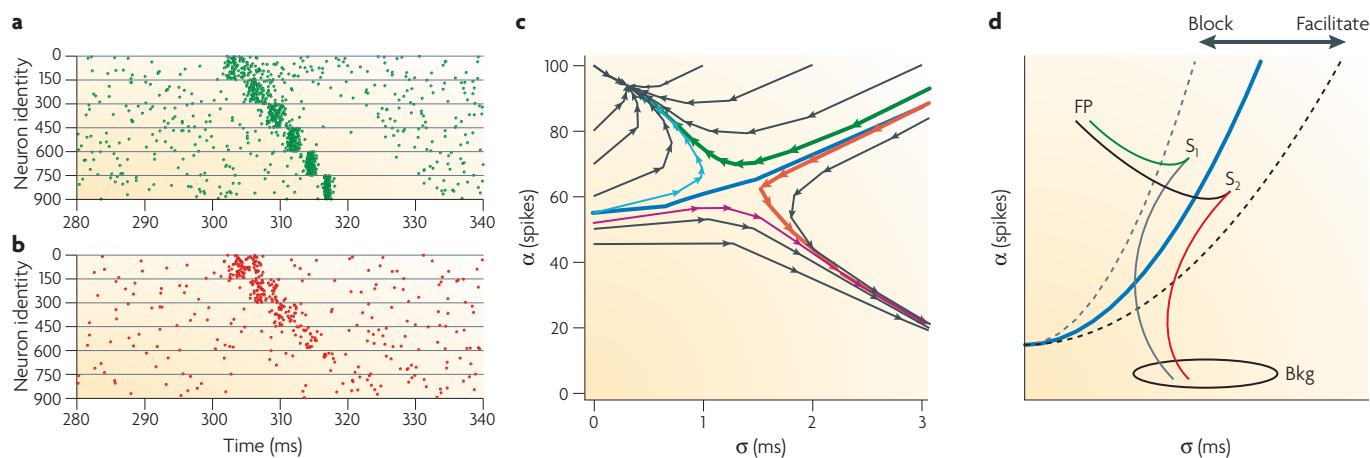 a
Neuron identity
0
150
300
450
600
750
900
280 290 300 310 320 330 340
b
Neuron identity
0
150
300
450
600
750
900
280 290 300 310 320 330 340
Time (ms)
c
α (spikes)
100
80
60
40
20
0
0 1 2 3
σ (ms)
d
Block Facilitate
α (spikes)
FP
S1
S2
Bkg
σ (ms)